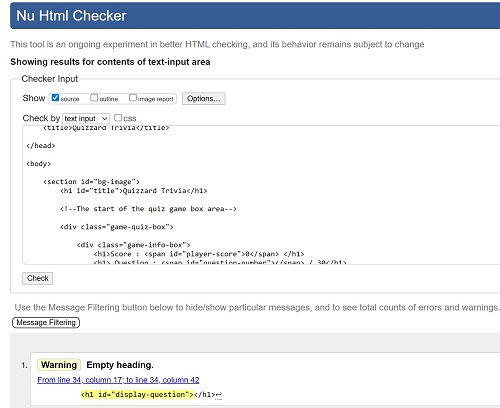 Nu Html Checker
This tool is an ongoing experiment in better HTML checking, and its behavior remains subject to change
Showing results for contents of text-input area
Checker Input
Show source outline image report Options...
Check by text input css
<title>Quizzard Trivia</title>
</head>
<body>
<section id="bg-image">
<h1 id="title">Quizzard Trivia</h1>
<!--The start of the quiz game box area-->
<div class="game-quiz-box">
<div class="game-info-box">
<h1>Score : <span id="player-score">0</span> </h1>
<h1> Question : <span id="question-number"></span> / 30</h1>
Check
Use the Message Filtering button below to hide/show particular messages, and to see total counts of errors and warnings.
Message Filtering
1. Warning Empty heading.
From line 34, column 17; to line 34, column 42
<h1 id="display-question"></h1>↩